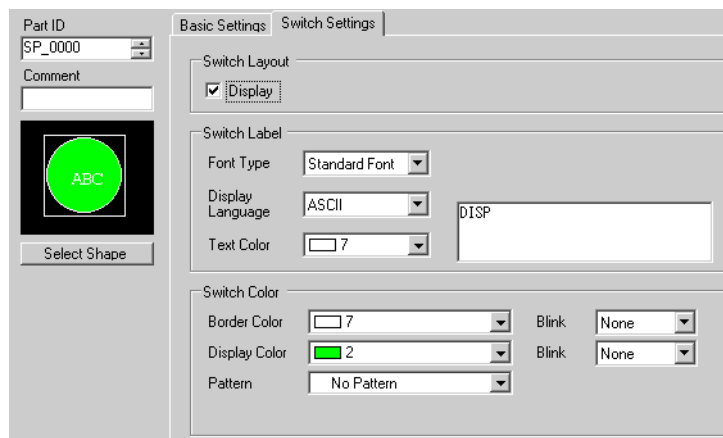 Part ID
SP_0000
Comment
ABC
Select Shape
Basic Settings Switch Settings
Switch Layout
Display
Switch Label
Font Type Standard Font
Display
Language ASCII
DISP
Text Color 7
Switch Color
Border Color 7 Blink None
Display Color 2 Blink None
Pattern No Pattern